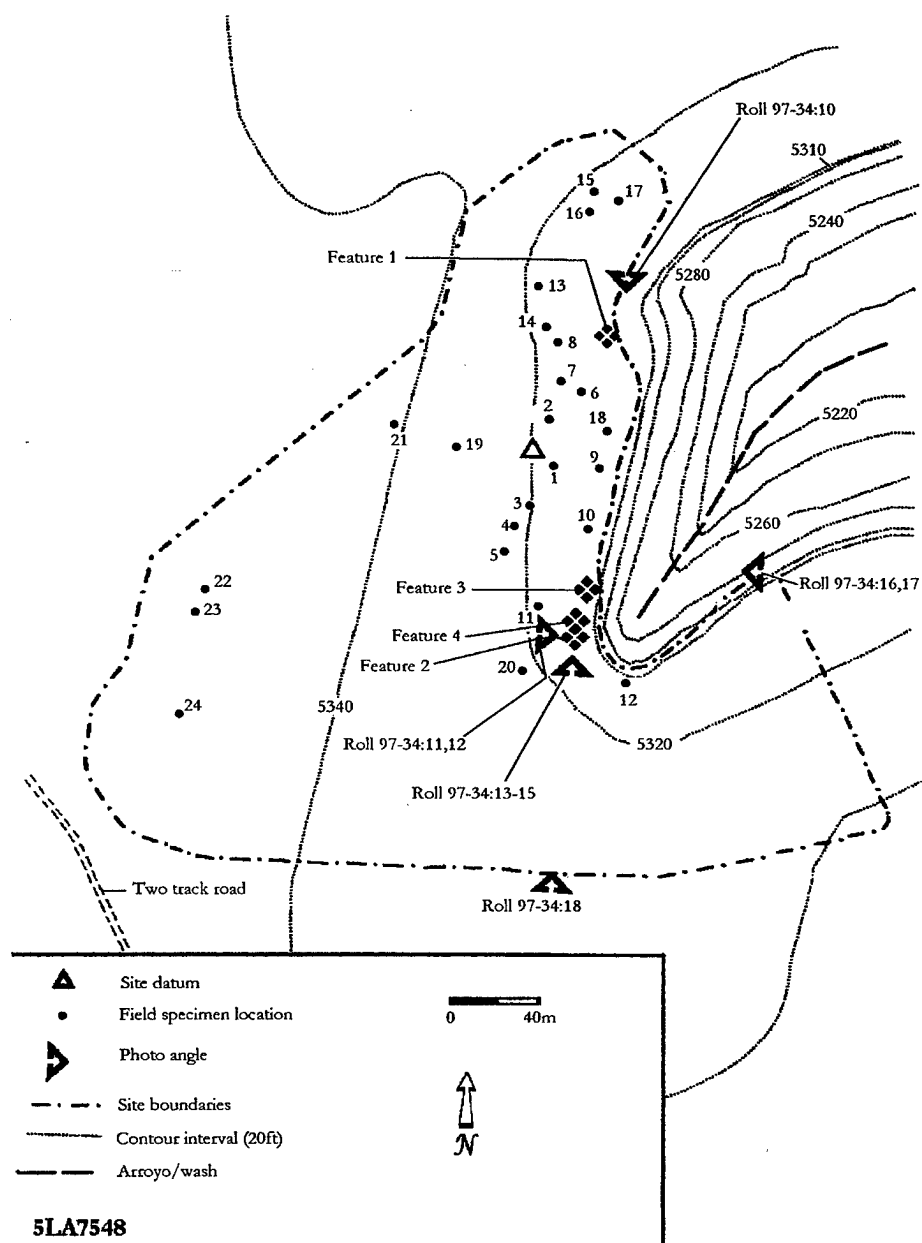 Roll 97-34:10
5310
15
17
16
5240
Feature 1
5280
13
14
8
7
6
2
5220
18
21
19
9
1
3
10
5260
4
5
22
Feature 3
Roll 97-34:16,17
23
11
Feature 4
Feature 2
20
12
24
5340
5320
Roll 97-34:11,12
Roll 97-34:13-15
Two track road
Roll 97-34:18
Site datum
Field specimen location
0 40m
Photo angle
Site boundaries
Contour interval (20ft)
N
Arroyo/wash
5LA7548